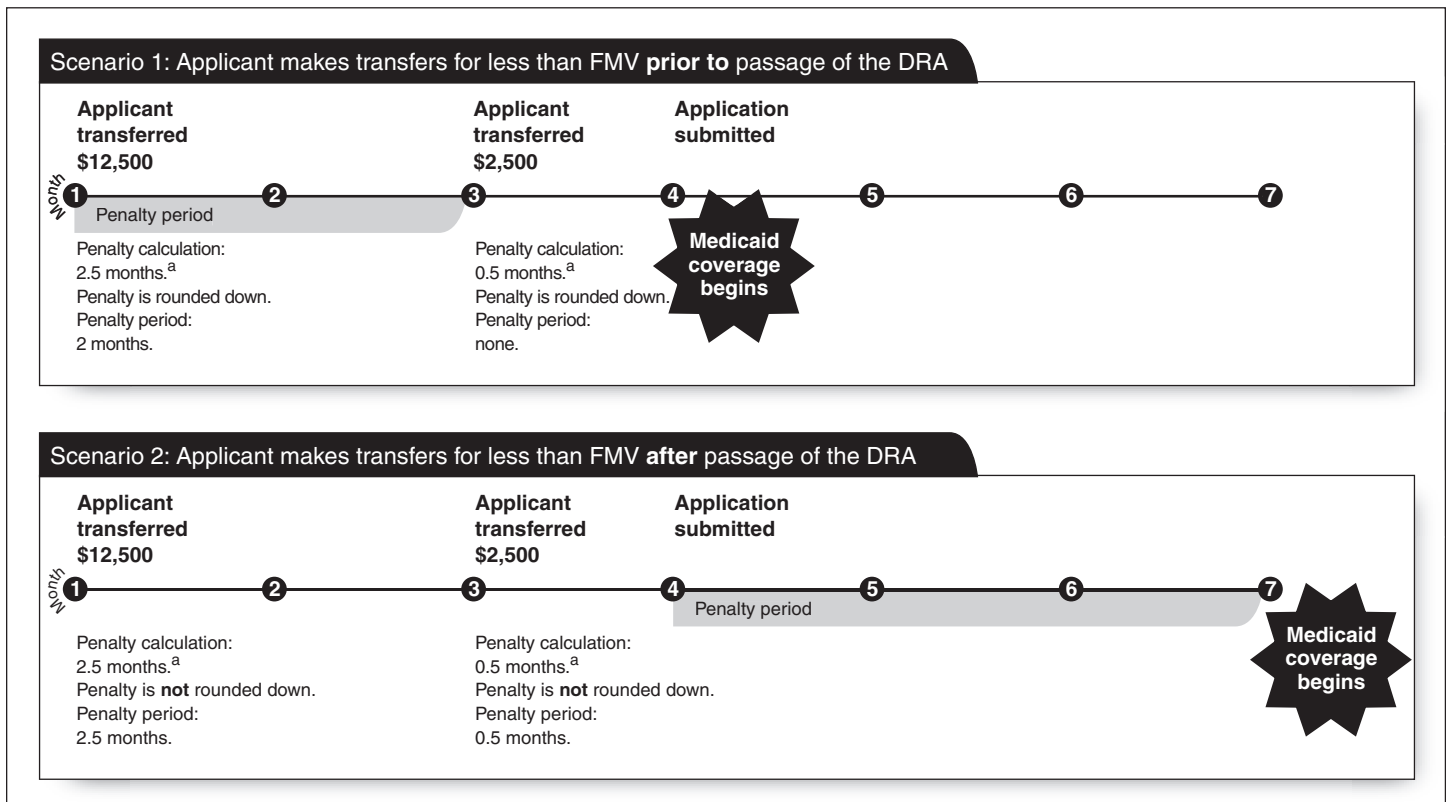 Scenario 1: Applicant makes transfers for less than FMV prior to passage of the DRA
Applicant
transferred
$12,500
Applicant
transferred
$2,500
Application
submitted
Month
1 2 3 4 5 6 7
Penalty period
Penalty calculation:
2.5 months.a
Penalty is rounded down.
Penalty period:
2 months.
Penalty calculation:
0.5 months.a
Penalty is rounded down.
Penalty period:
none.
Medicaid
coverage
begins
Scenario 2: Applicant makes transfers for less than FMV after passage of the DRA
Applicant
transferred
$12,500
Applicant
transferred
$2,500
Application
submitted
Month
1 2 3 4 5 6 7
Penalty period
Penalty calculation:
2.5 months.a
Penalty is not rounded down.
Penalty period:
2.5 months.
Penalty calculation:
0.5 months.a
Penalty is not rounded down.
Penalty period:
0.5 months.
Medicaid
coverage
begins